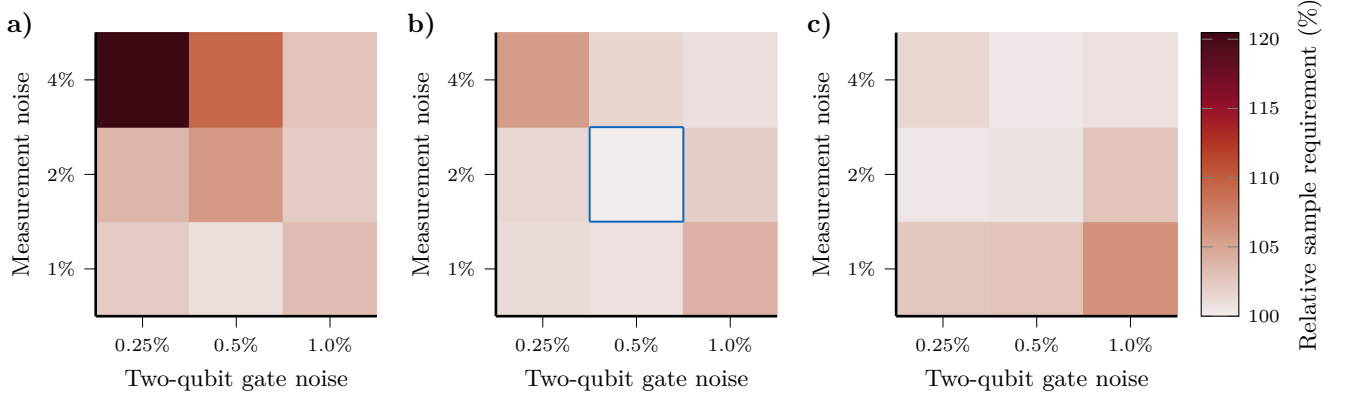 a)
Measurement noise
4%
2%
1%
0.25%
0.5%
1.0%
Two-qubit gate noise
b)
Measurement noise
4%
2%
1%
0.25%
0.5%
1.0%
Two-qubit gate noise
c)
Measurement noise
4%
2%
1%
0.25%
0.5%
1.0%
Two-qubit gate noise
120
115
110
105
100
Relative sample requirement (%)